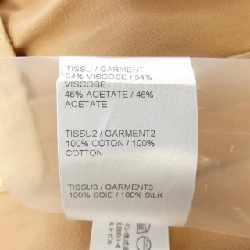 TISSU / GARMENT
54% VISCOSE / 54%
VISCOSE
46% ACETATE / 46%
ACETATE
TISSU2 / GARMENT2
100% COTON / 100%
COTTON
TISSU3 / GARMENT3
100% SOIE / 100% SILK